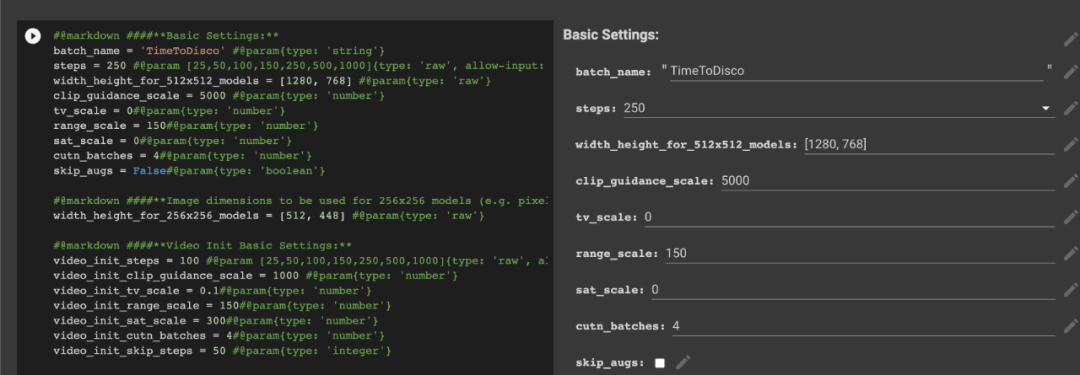 #@markdown ####**Basic Settings:**
batch_name = 'TimeToDisco' #@param{type: 'string'}
steps = 250 #@param [25,50,100,150,250,500,1000]{type: 'raw', allow-input:
width_height_for_512x512_models = [1280, 768] #@param{type: 'raw'}
clip_guidance_scale = 5000 #@param{type: 'number'}
tv_scale = 0#@param{type: 'number'}
range_scale = 150#@param{type: 'number'}
sat_scale = 0#@param{type: 'number'}
cutn_batches = 4#@param{type: 'number'}
skip_augs = False#@param{type: 'boolean'}
#@markdown ####**Image dimensions to be used for 256x256 models (e.g. pixel
width_height_for_256x256_models = [512, 448] #@param{type: 'raw'}
#@markdown ####**Video Init Basic Settings:**
video_init_steps = 100 #@param [25,50,100,150,250,500,1000]{type: 'raw', al
video_init_clip_guidance_scale = 1000 #@param{type: 'number'}
video_init_tv_scale = 0.1#@param{type: 'number'}
video_init_range_scale = 150#@param{type: 'number'}
video_init_sat_scale = 300#@param{type: 'number'}
video_init_cutn_batches = 4#@param{type: 'number'}
video_init_skip_steps = 50 #@param{type: 'integer'}
Basic Settings:
batch_name: " TimeToDisco "
steps: 250
width_height_for_512x512_models: [1280, 768]
clip_guidance_scale: 5000
tv_scale: 0
range_scale: 150
sat_scale: 0
cutn_batches: 4
skip_augs: